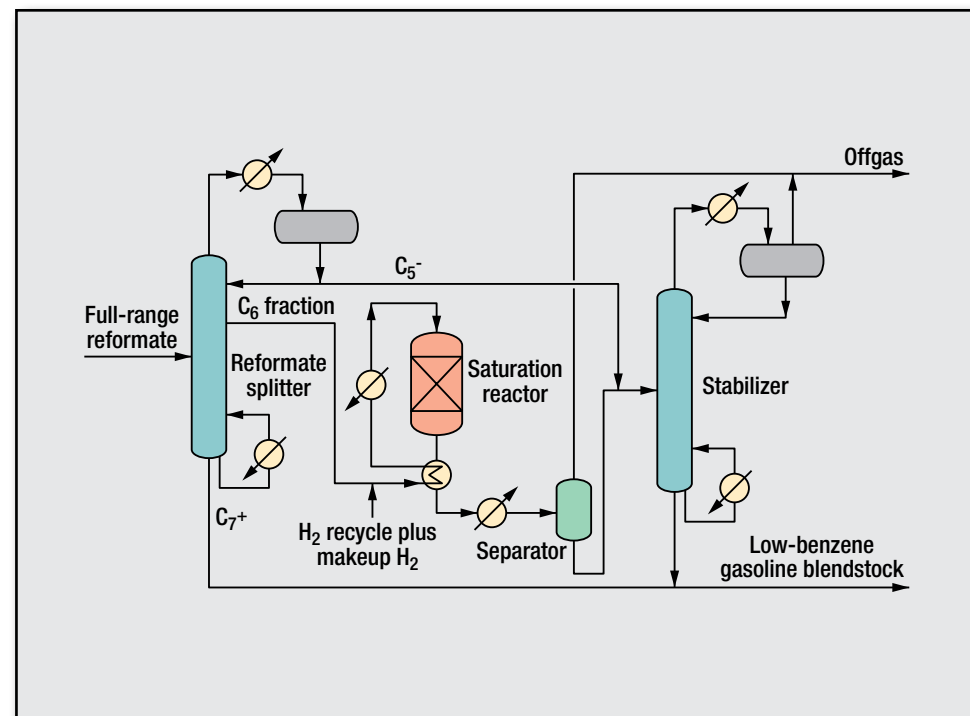 Offgas
C₅⁻
C₆ fraction
Full-range
reformate
Reformate
splitter
Saturation
reactor
Stabilizer
C₇⁺
H₂ recycle plus
makeup H₂
Separator
Low-benzene
gasoline blendstock